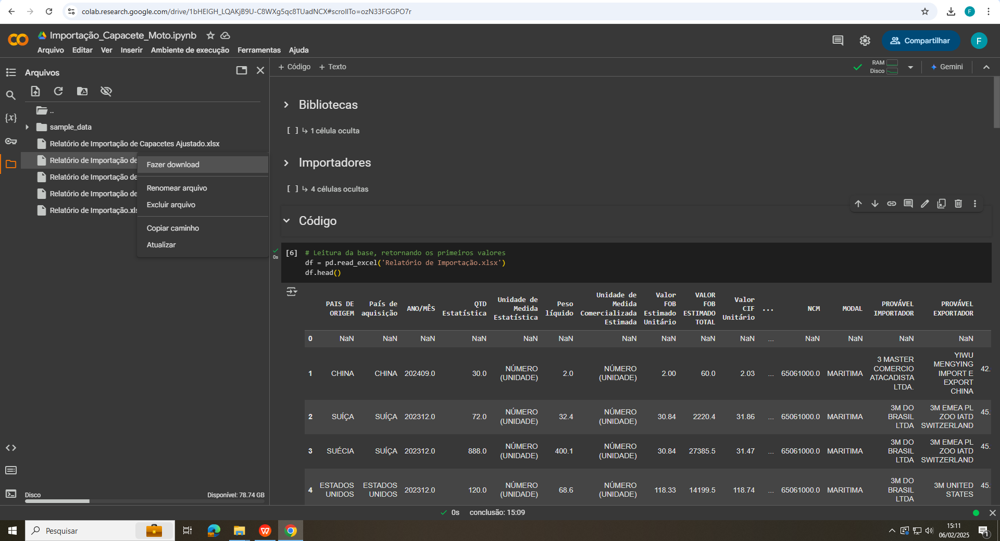 colab.research.google.com/drive/1bHEIGH_LQAKjB9U-C8WXg5qc8TUadNCX#scrollTo=ozN33FGGPO7r
F
Importação_Capacete_Moto.ipynb
Arquivo Editar Ver Inserir Ambiente de execução Ferramentas Ajuda
Compartilhar
F
Arquivos
+ Código + Texto
RAM
Disco
Gemini
{x}
..
sample_data
Relatório de Importação de Capacetes Ajustado.xlsx
Relatório de Importação de
Relatório de Importação de
Relatório de Importação de
Relatório de Importação.xls
Fazer download
Renomear arquivo
Excluir arquivo
Copiar caminho
Atualizar
Bibliotecas
[ ] ↳ 1 célula oculta
Importadores
[ ] ↳ 4 células ocultas
Código
0s
[6] # Leitura da base, retornando os primeiros valores
df = pd.read_excel('Relatório de Importação.xlsx')
df.head()
PAIS DE ORIGEM País de aquisição ANO/MÊS QTD Estatística Unidade de Medida Estatística Peso líquido Unidade de Medida Comercializada Estimada Valor FOB Estimado Unitário VALOR FOB ESTIMADO TOTAL Valor CIF Unitário ... NCM MODAL PROVÁVEL IMPORTADOR PROVÁVEL EXPORTADOR
0 NaN NaN NaN NaN NaN NaN NaN NaN NaN NaN ... NaN NaN NaN NaN
1 CHINA CHINA 202409.0 30.0 NÚMERO (UNIDADE) 2.0 NÚMERO (UNIDADE) 2.00 60.0 2.03 ... 65061000.0 MARITIMA 3 MASTER COMERCIO ATACADISTA LTDA. YIWU MENGYING IMPORT E EXPORT CHINA 42.
2 SUÍÇA SUÍÇA 202312.0 72.0 NÚMERO (UNIDADE) 32.4 NÚMERO (UNIDADE) 30.84 2220.4 31.86 ... 65061000.0 MARITIMA 3M DO BRASIL LTDA 3M EMEA PL ZOO IATD SWITZERLAND 45.
3 SUÉCIA SUÍÇA 202312.0 888.0 NÚMERO (UNIDADE) 400.1 NÚMERO (UNIDADE) 30.84 27385.5 31.47 ... 65061000.0 MARITIMA 3M DO BRASIL LTDA 3M EMEA PL ZOO IATD SWITZERLAND 45.
4 ESTADOS UNIDOS ESTADOS UNIDOS 202312.0 120.0 NÚMERO (UNIDADE) 68.6 NÚMERO (UNIDADE) 118.33 14199.5 118.74 ... 65061000.0 MARITIMA 3M DO BRASIL LTDA 3M UNITED STATES 45.
Disco Disponível: 78.74 GB
0s conclusão: 15:09
Pesquisar
15:11
06/02/2025
1